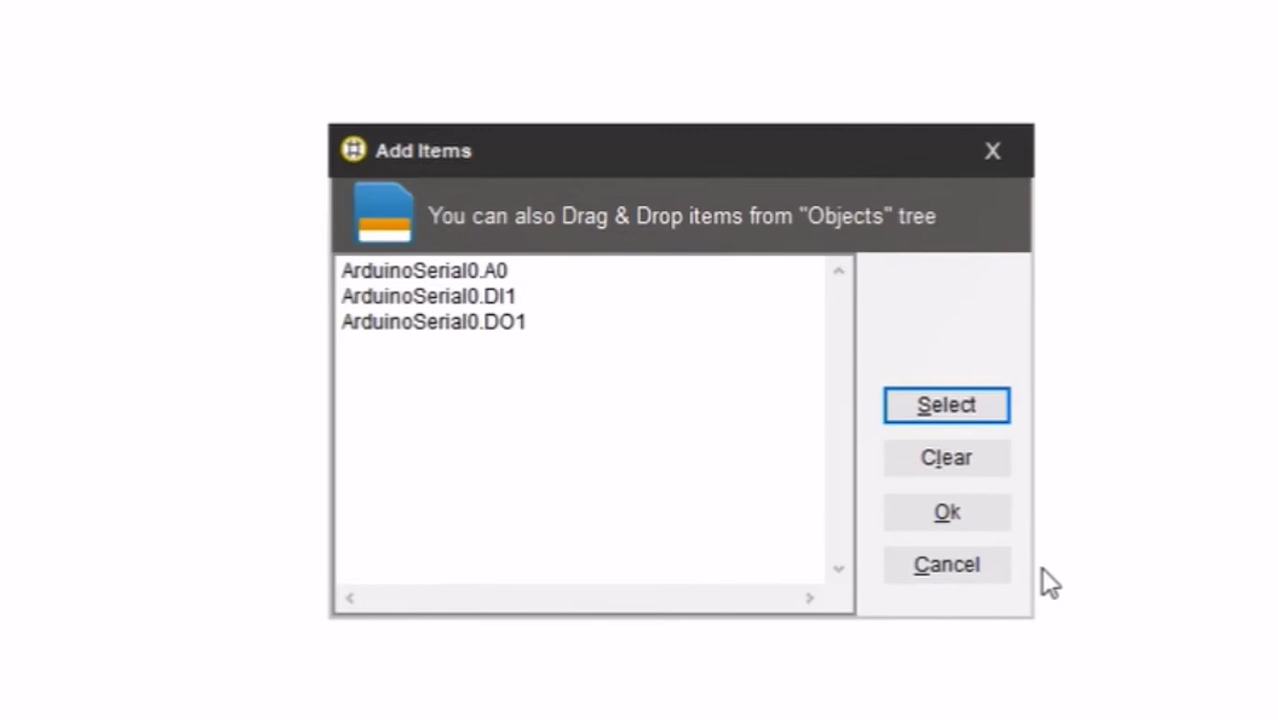 Add Items
X
You can also Drag & Drop items from "Objects" tree
ArduinoSerial0.A0
ArduinoSerial0.DI1
ArduinoSerial0.DO1
Select
Clear
Ok
Cancel